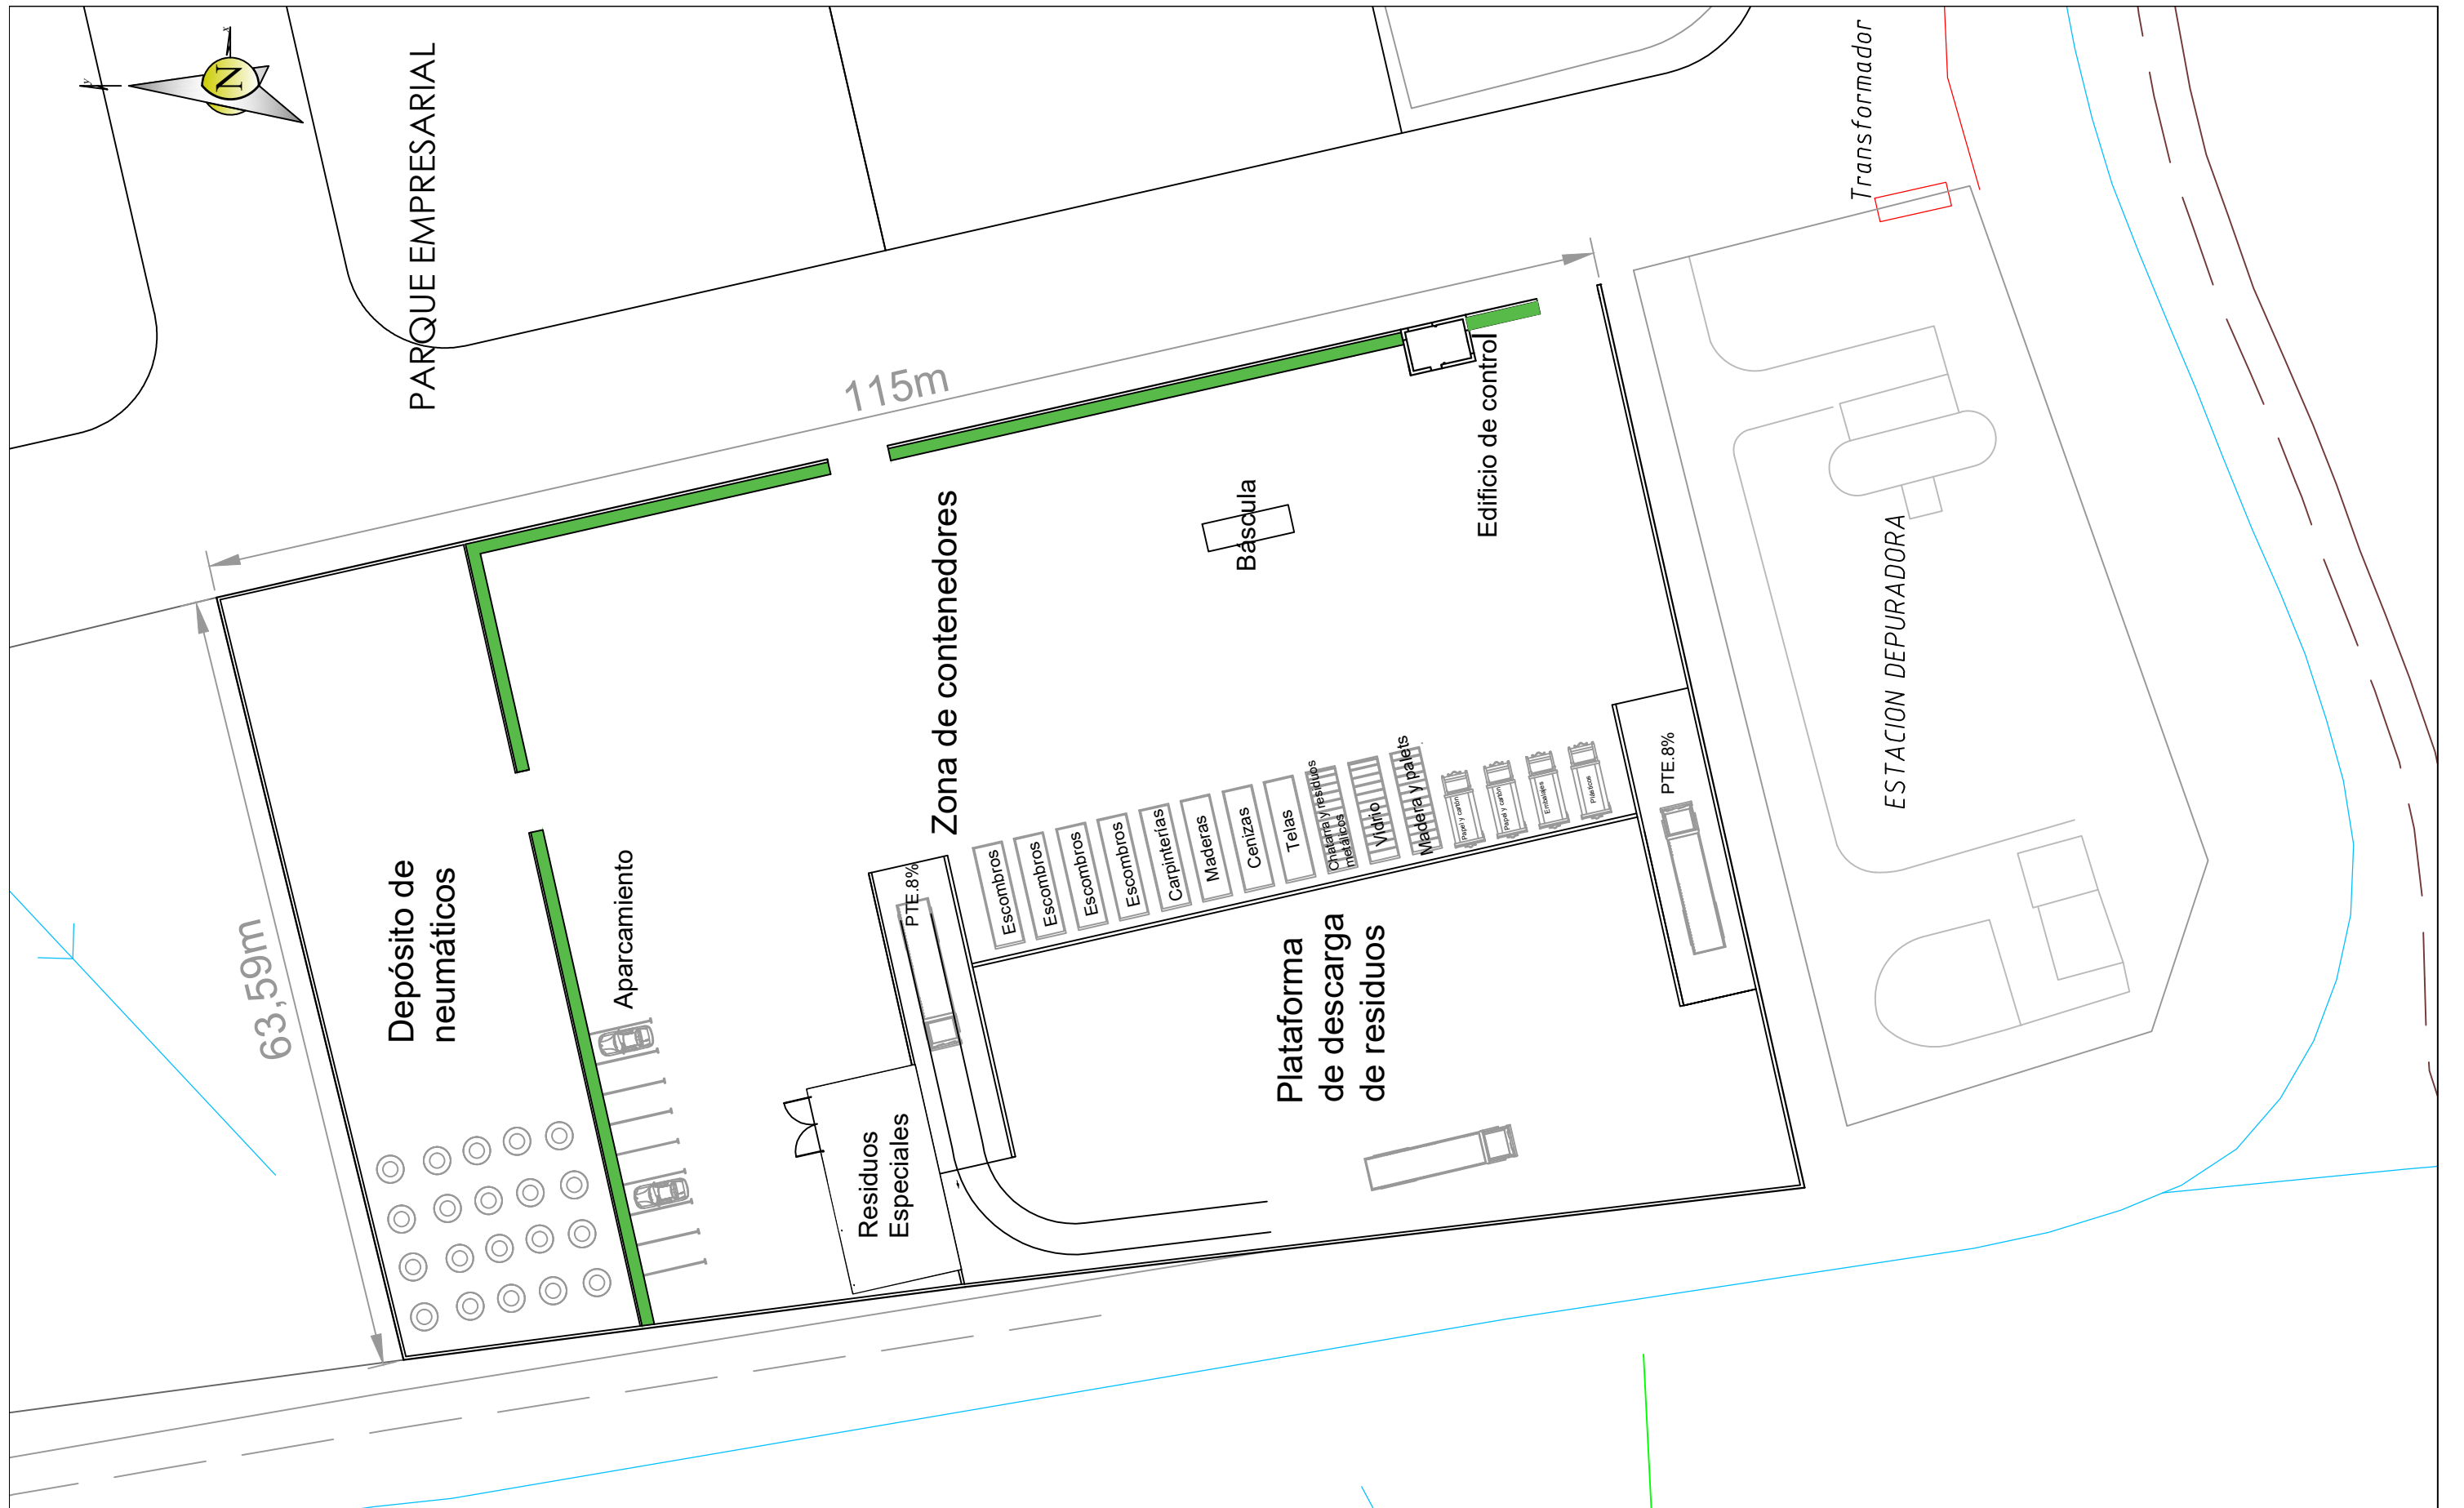 x
y
N
PARQUE EMPRESARIAL
Transformador
115m
63,59m
Depósito de
neumáticos
Aparcamiento
Zona de contenedores
Báscula
Edificio de control
ESTACION DEPURADORA
PTE.8%
Escombros
Escombros
Escombros
Escombros
Carpinterías
Maderas
Cenizas
Telas
Chatarra y residuos
metálicos
Vidrio
Madera y palets
Papel y cartón
Papel y cartón
Embalajes
Plásticos
PTE.8%
Residuos
Especiales
Plataforma
de descarga
de residuos